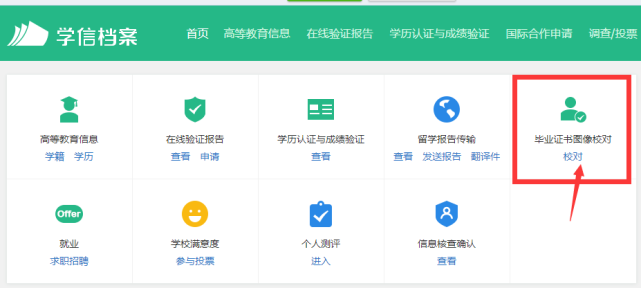 学信档案 首页 高等教育信息 在线验证报告 学历认证与成绩验证 国际合作申请 调查/投票
高等教育信息 在线验证报告 学历认证与成绩验证 留学报告传输 毕业证书图像校对
学籍 学历 查看 申请 查看 查看 发送报告 翻译件 校对
Offer
就业 学校满意度 个人测评 信息核查确认
求职招聘 参与投票 进入 查看